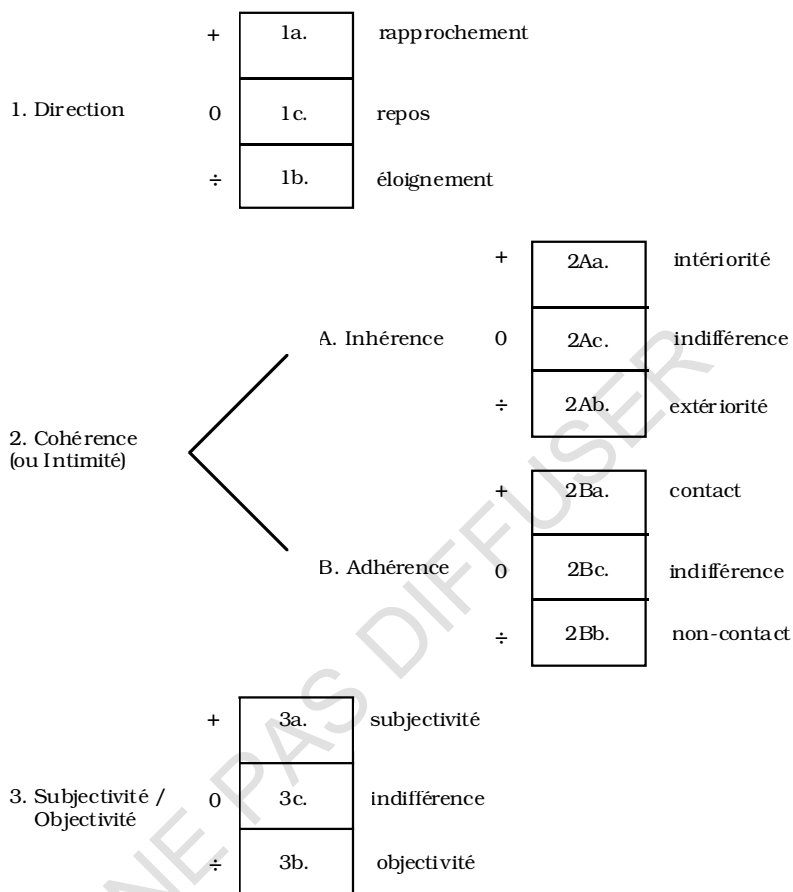 + 1a. rapprochement
1. Direction 0 1c. repos
÷ 1b. éloignement
+ 2Aa. intériorité
A. Inhérence 0 2Ac. indifférence
÷ 2Ab. extériorité
2. Cohérence
(ou Intimité)
+ 2Ba. contact
B. Adhérence 0 2Bc. indifférence
÷ 2Bb. non-contact
+ 3a. subjectivité
3. Subjectivité / 0 3c. indifférence
Objectivité
÷ 3b. objectivité
NE PAS DIFFUSER